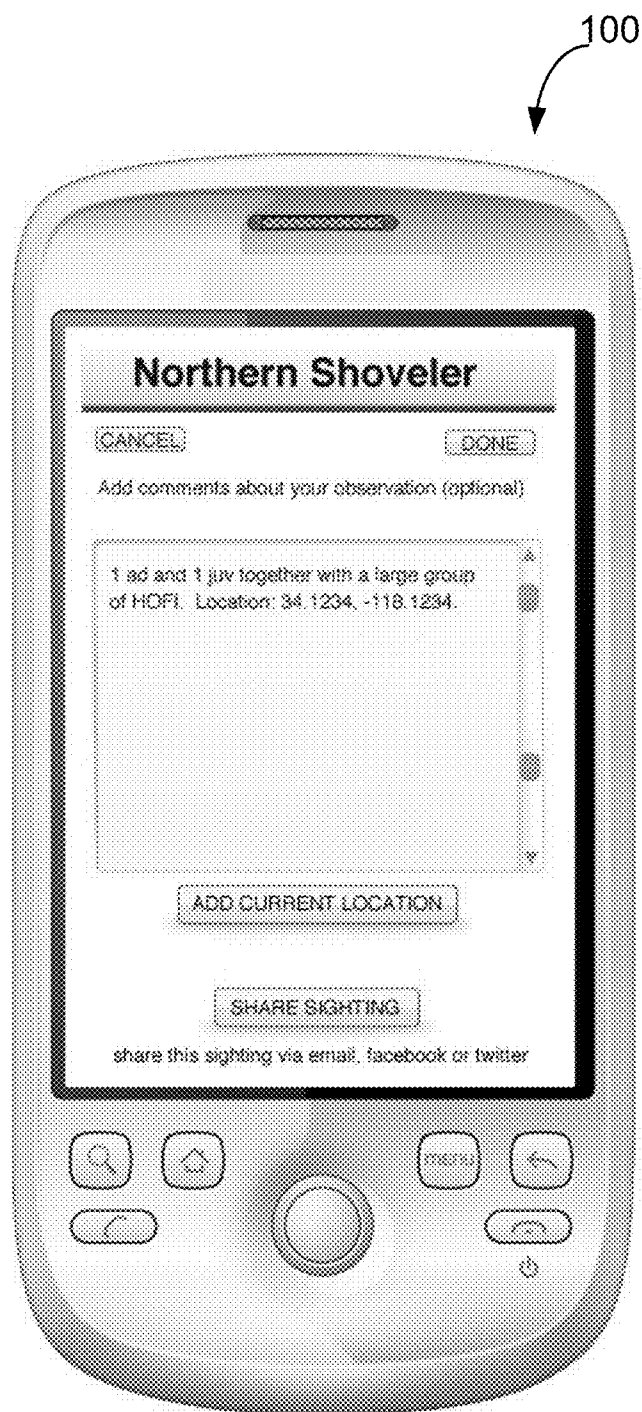 100
Northern Shoveler
CANCEL DONE
Add comments about your observation (optional)
1 ad and 1 juv together with a large group
of HOFI. Location: 34.1234, -118.1234.
ADD CURRENT LOCATION
SHARE SIGHTING
share this sighting via email, facebook or twitter
menu